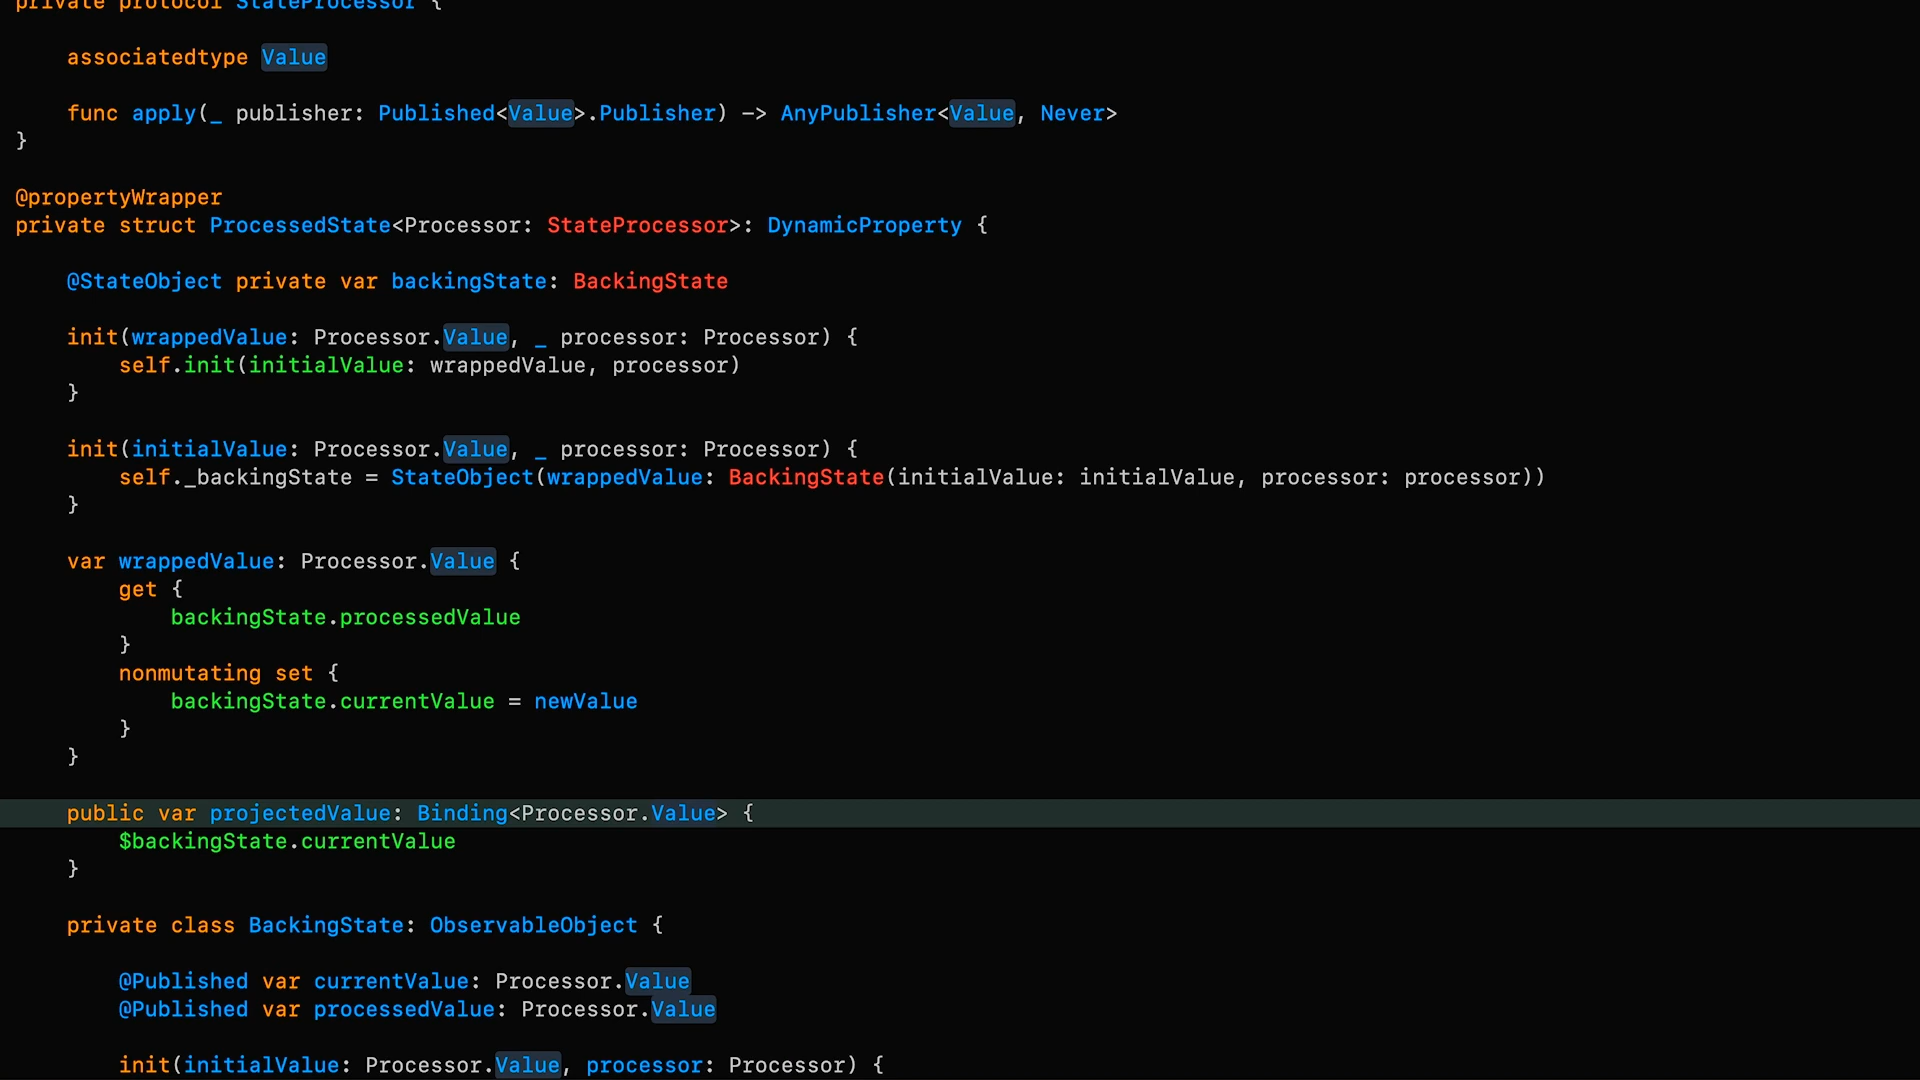 private protocol StateProcessor {
associatedtype Value
func apply(_ publisher: Published<Value>.Publisher) -> AnyPublisher<Value, Never>
}
@propertyWrapper
private struct ProcessedState<Processor: StateProcessor>: DynamicProperty {
@StateObject private var backingState: BackingState
init(wrappedValue: Processor.Value, _ processor: Processor) {
self.init(initialValue: wrappedValue, processor)
}
init(initialValue: Processor.Value, _ processor: Processor) {
self._backingState = StateObject(wrappedValue: BackingState(initialValue: initialValue, processor: processor))
}
var wrappedValue: Processor.Value {
get {
backingState.processedValue
}
nonmutating set {
backingState.currentValue = newValue
}
}
public var projectedValue: Binding<Processor.Value> {
$backingState.currentValue
}
private class BackingState: ObservableObject {
@Published var currentValue: Processor.Value
@Published var processedValue: Processor.Value
init(initialValue: Processor.Value, processor: Processor) {